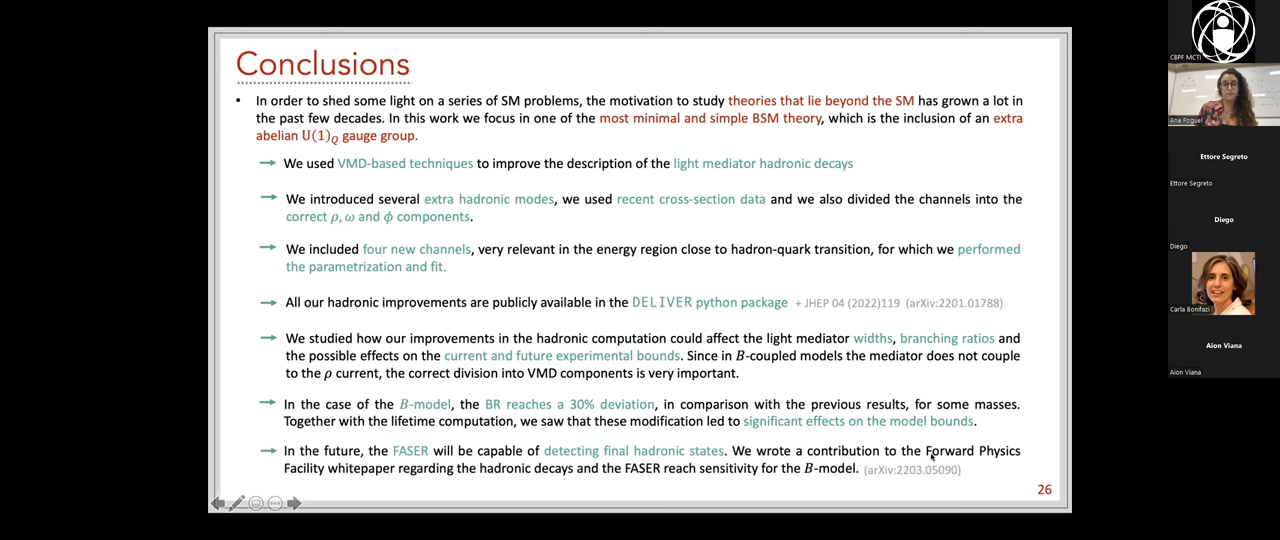 Conclusions
• In order to shed some light on a series of SM problems, the motivation to study theories that lie beyond the SM has grown a lot in
the past few decades. In this work we focus in one of the most minimal and simple BSM theory, which is the inclusion of an extra
abelian U(1)Q gauge group.
→ We used VMD-based techniques to improve the description of the light mediator hadronic decays
→ We introduced several extra hadronic modes, we used recent cross-section data and we also divided the channels into the
correct ρ, ω and ϕ components.
→ We included four new channels, very relevant in the energy region close to hadron-quark transition, for which we performed
the parametrization and fit.
→ All our hadronic improvements are publicly available in the DELIVER python package + JHEP 04 (2022)119 (arXiv:2201.01788)
→ We studied how our improvements in the hadronic computation could affect the light mediator widths, branching ratios and
the possible effects on the current and future experimental bounds. Since in B-coupled models the mediator does not couple
to the ρ current, the correct division into VMD components is very important.
→ In the case of the B-model, the BR reaches a 30% deviation, in comparison with the previous results, for some masses.
Together with the lifetime computation, we saw that these modification led to significant effects on the model bounds.
→ In the future, the FASER will be capable of detecting final hadronic states. We wrote a contribution to the Forward Physics
Facility whitepaper regarding the hadronic decays and the FASER reach sensitivity for the B-model. (arXiv:2203.05090)
26
CBPF MCTI
Ana Foguel
Ettore Segreto
Ettore Segreto
Diego
Diego
Carla Bonifazi
Aion Viana
Aion Viana